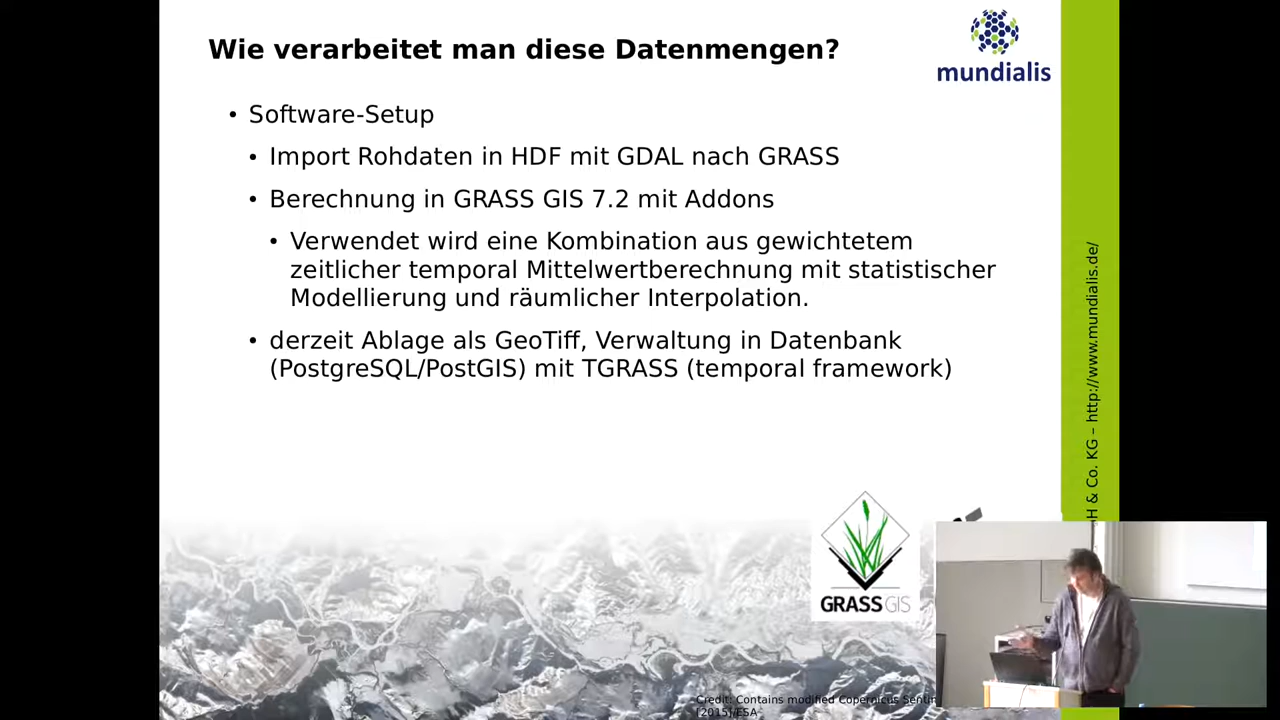 Wie verarbeitet man diese Datenmengen?
mundialis
• Software-Setup
• Import Rohdaten in HDF mit GDAL nach GRASS
• Berechnung in GRASS GIS 7.2 mit Addons
• Verwendet wird eine Kombination aus gewichtetem
zeitlicher temporal Mittelwertberechnung mit statistischer
Modellierung und räumlicher Interpolation.
• derzeit Ablage als GeoTiff, Verwaltung in Datenbank
(PostgreSQL/PostGIS) mit TGRASS (temporal framework)
H & Co. KG – http://www.mundialis.de/
GRASS GIS
Credit: Contains modified Copernicus
[2015]/ESA